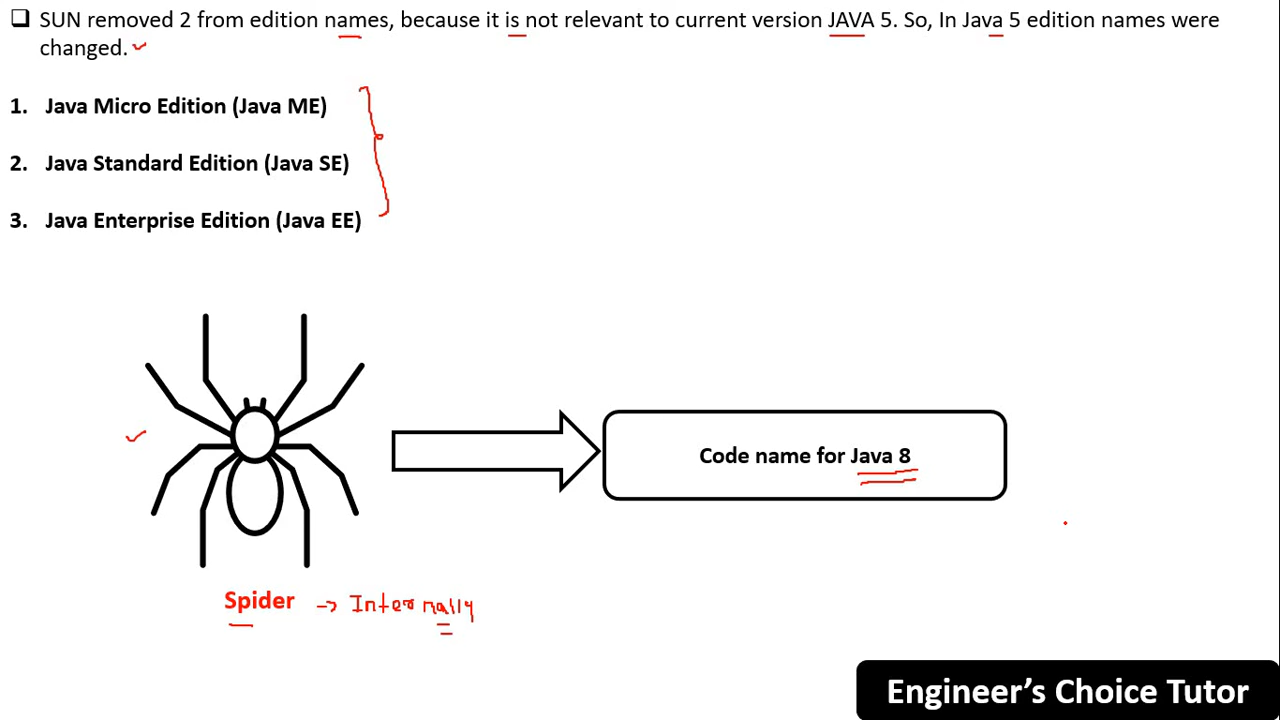 SUN removed 2 from edition names, because it is not relevant to current version JAVA 5. So, In Java 5 edition names were
changed.
1. Java Micro Edition (Java ME)
2. Java Standard Edition (Java SE)
3. Java Enterprise Edition (Java EE)
Code name for Java 8
Spider → Internally
Engineer’s Choice Tutor